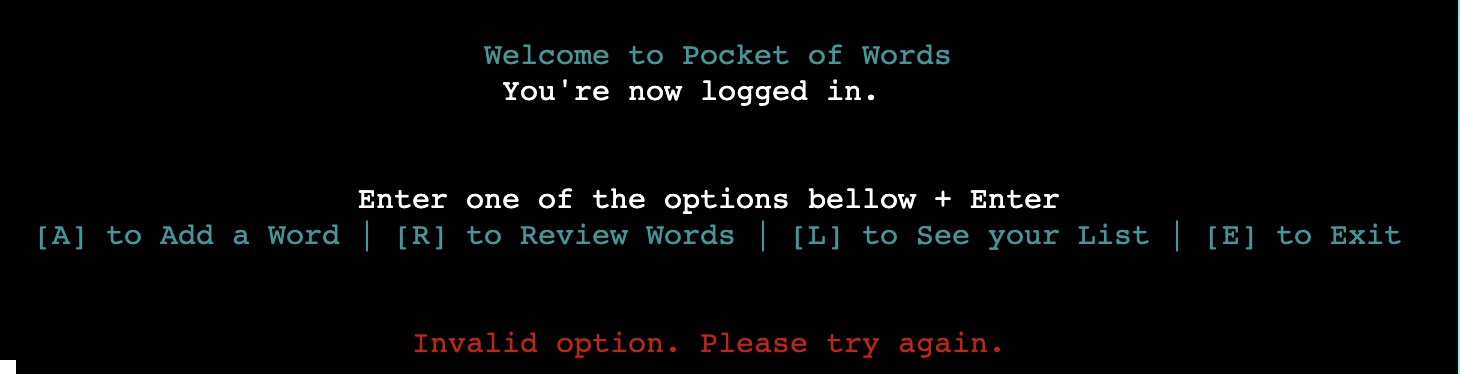 Welcome to Pocket of Words
You're now logged in.
Enter one of the options bellow + Enter
[A] to Add a Word | [R] to Review Words | [L] to See your List | [E] to Exit
Invalid option. Please try again.